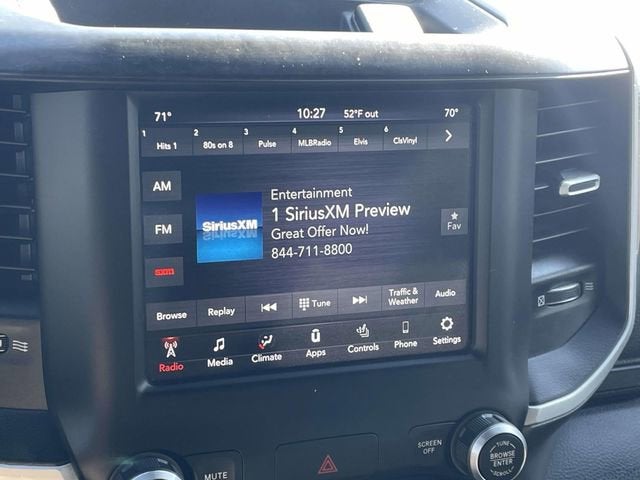 71° 10:27 52°F out 70°
1 Hits 1 2 80s on 8 3 Pulse 4 MLBRadio 5 Elvis 6 ClsVinyl
AM
FM
SiriusXM
Entertainment
1 SiriusXM Preview
Great Offer Now!
844-711-8800
Fav
Browse Replay Tune Traffic & Weather Audio
Radio Media Climate Apps Controls Phone Settings
MUTE
SCREEN OFF
TUNE
BROWSE
ENTER